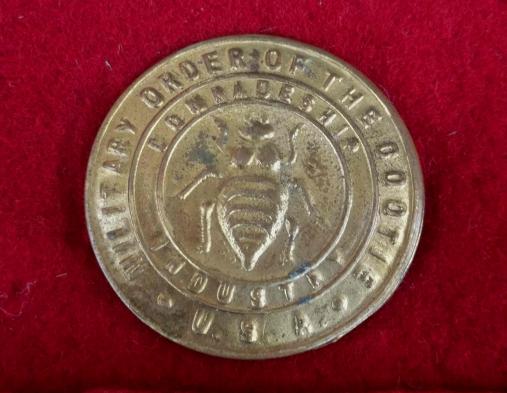 MILITARY ORDER OF THE COOTIE
U.S.A.
COMRADESHIP
INDUSTRY